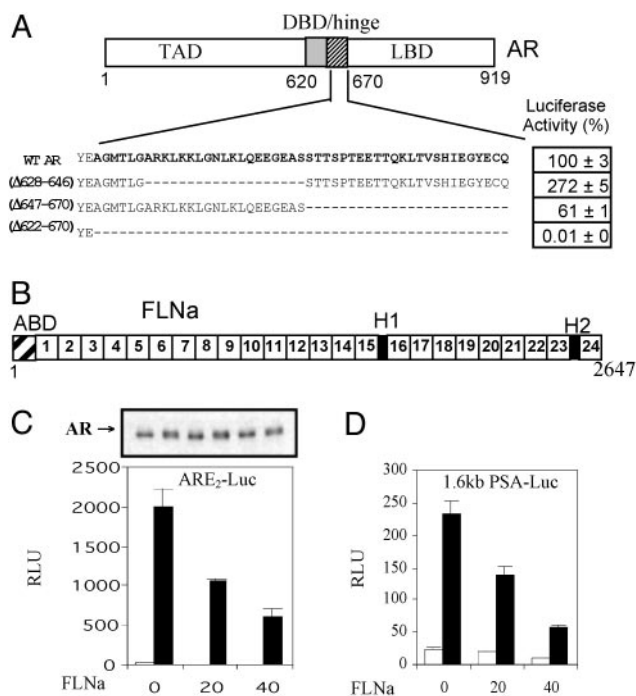 A
DBD/hinge
TAD LBD AR
1 620 670 919
Luciferase
Activity (%)
WT AR YEAGMTLGARKLKKLGNLKLQEEGEASSTTSPTEETTQKLTVSHIEGYECQ 100 ± 3
(Δ628-646) YEAGMTLG-------------------STTSPTEETTQKLTVSHIEGYECQ 272 ± 5
(Δ647-670) YEAGMTLGARKLKKLGNLKLQEEGEAS------------------------ 61 ± 1
(Δ622-670) YE------------------------------------------------- 0.01 ± 0
B
FLNa
ABD H1 H2
1 2 3 4 5 6 7 8 9 10 11 12 13 14 15 16 17 18 19 20 21 22 23 24
1 2647
C
AR →
ARE2-Luc
2500
2000
1500
1000
500
0
RLU
FLNa 0 20 40
D
1.6kb PSA-Luc
300
250
200
150
100
50
0
RLU
FLNa 0 20 40